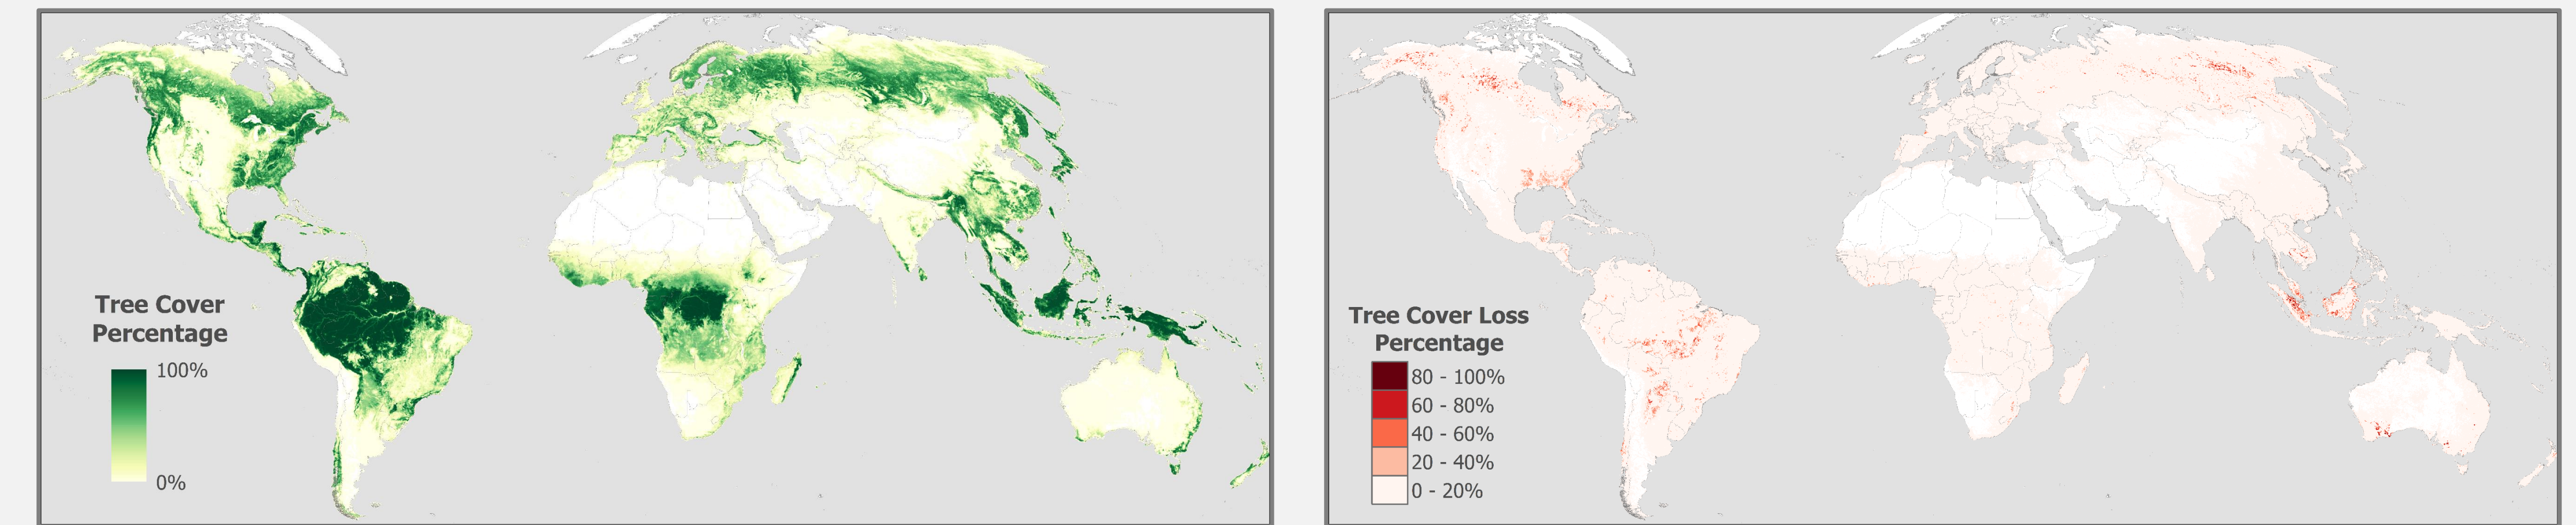 Tree Cover
Percentage
100%
0%
Tree Cover Loss
Percentage
80 - 100%
60 - 80%
40 - 60%
20 - 40%
0 - 20%